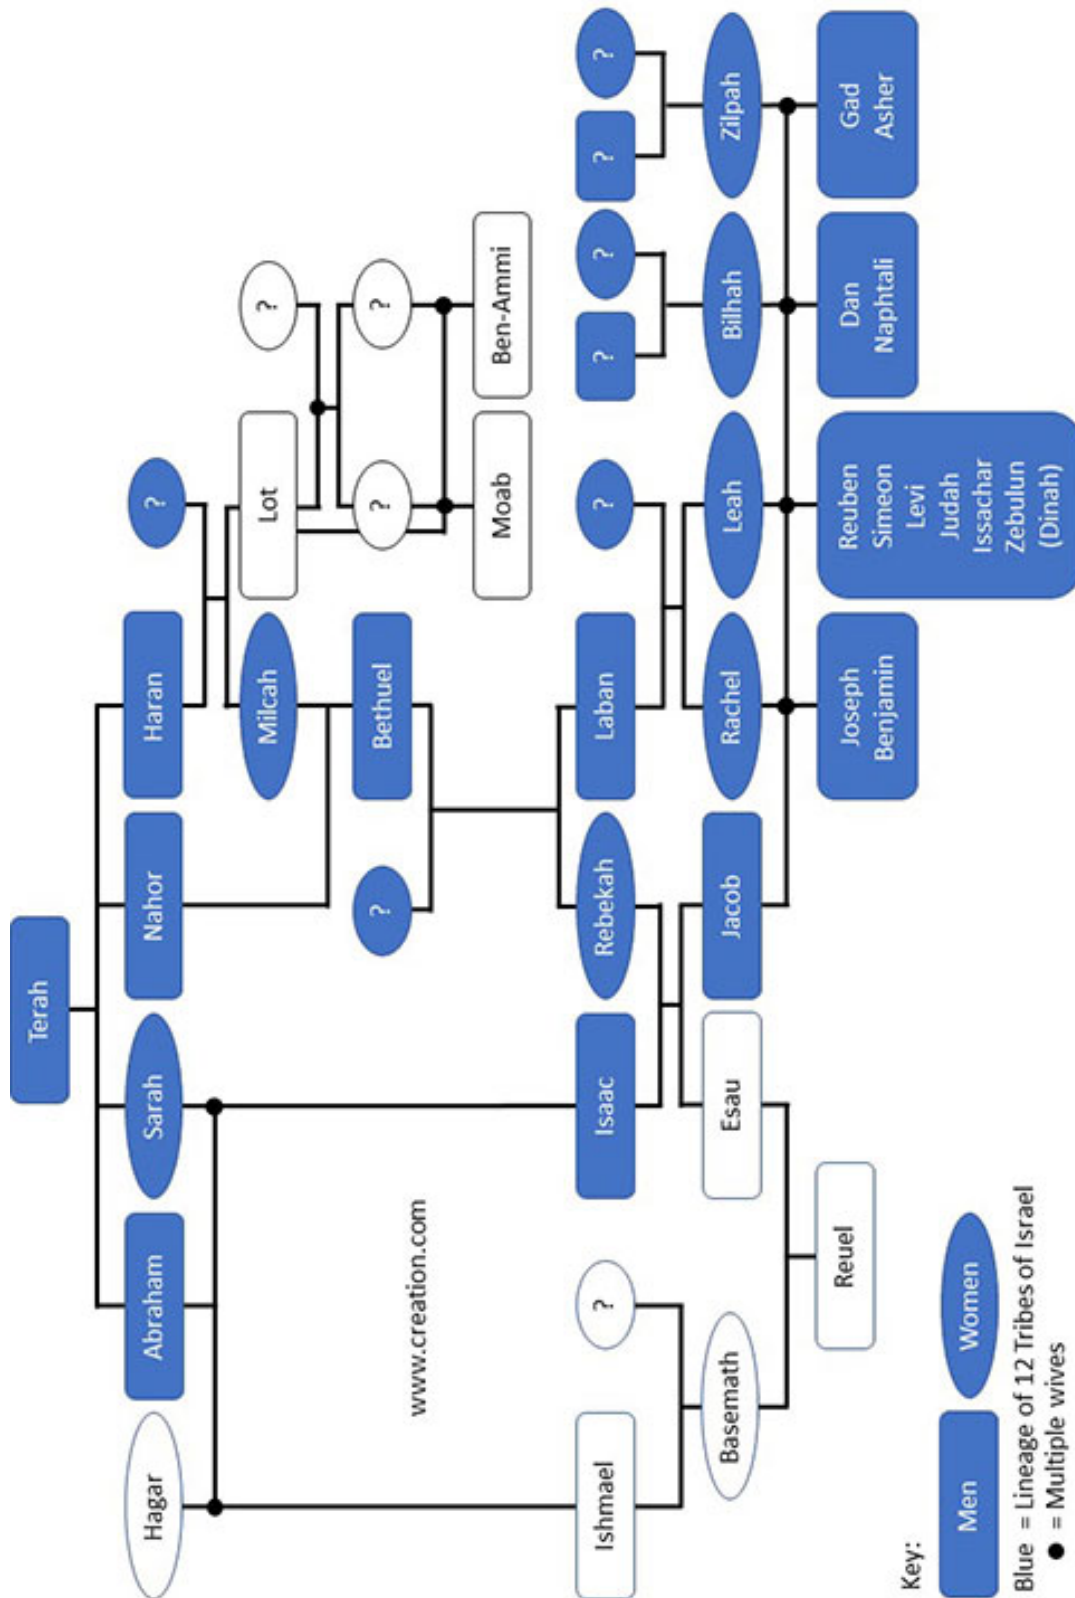 Terah
Hagar
Abraham
Sarah
Nahor
Haran
?
Milcah
Lot
?
?
Bethuel
?
?
Moab
Ben-Ammi
www.creation.com
Ishmael
?
Isaac
Rebekah
Laban
?
?
?
?
?
Basemath
Esau
Jacob
Rachel
Leah
Bilhah
Zilpah
Reuel
Joseph
Benjamin
Reuben
Simeon
Levi
Judah
Issachar
Zebulun
(Dinah)
Dan
Naphtali
Gad
Asher
Key:
Men
Women
Blue = Lineage of 12 Tribes of Israel
● = Multiple wives